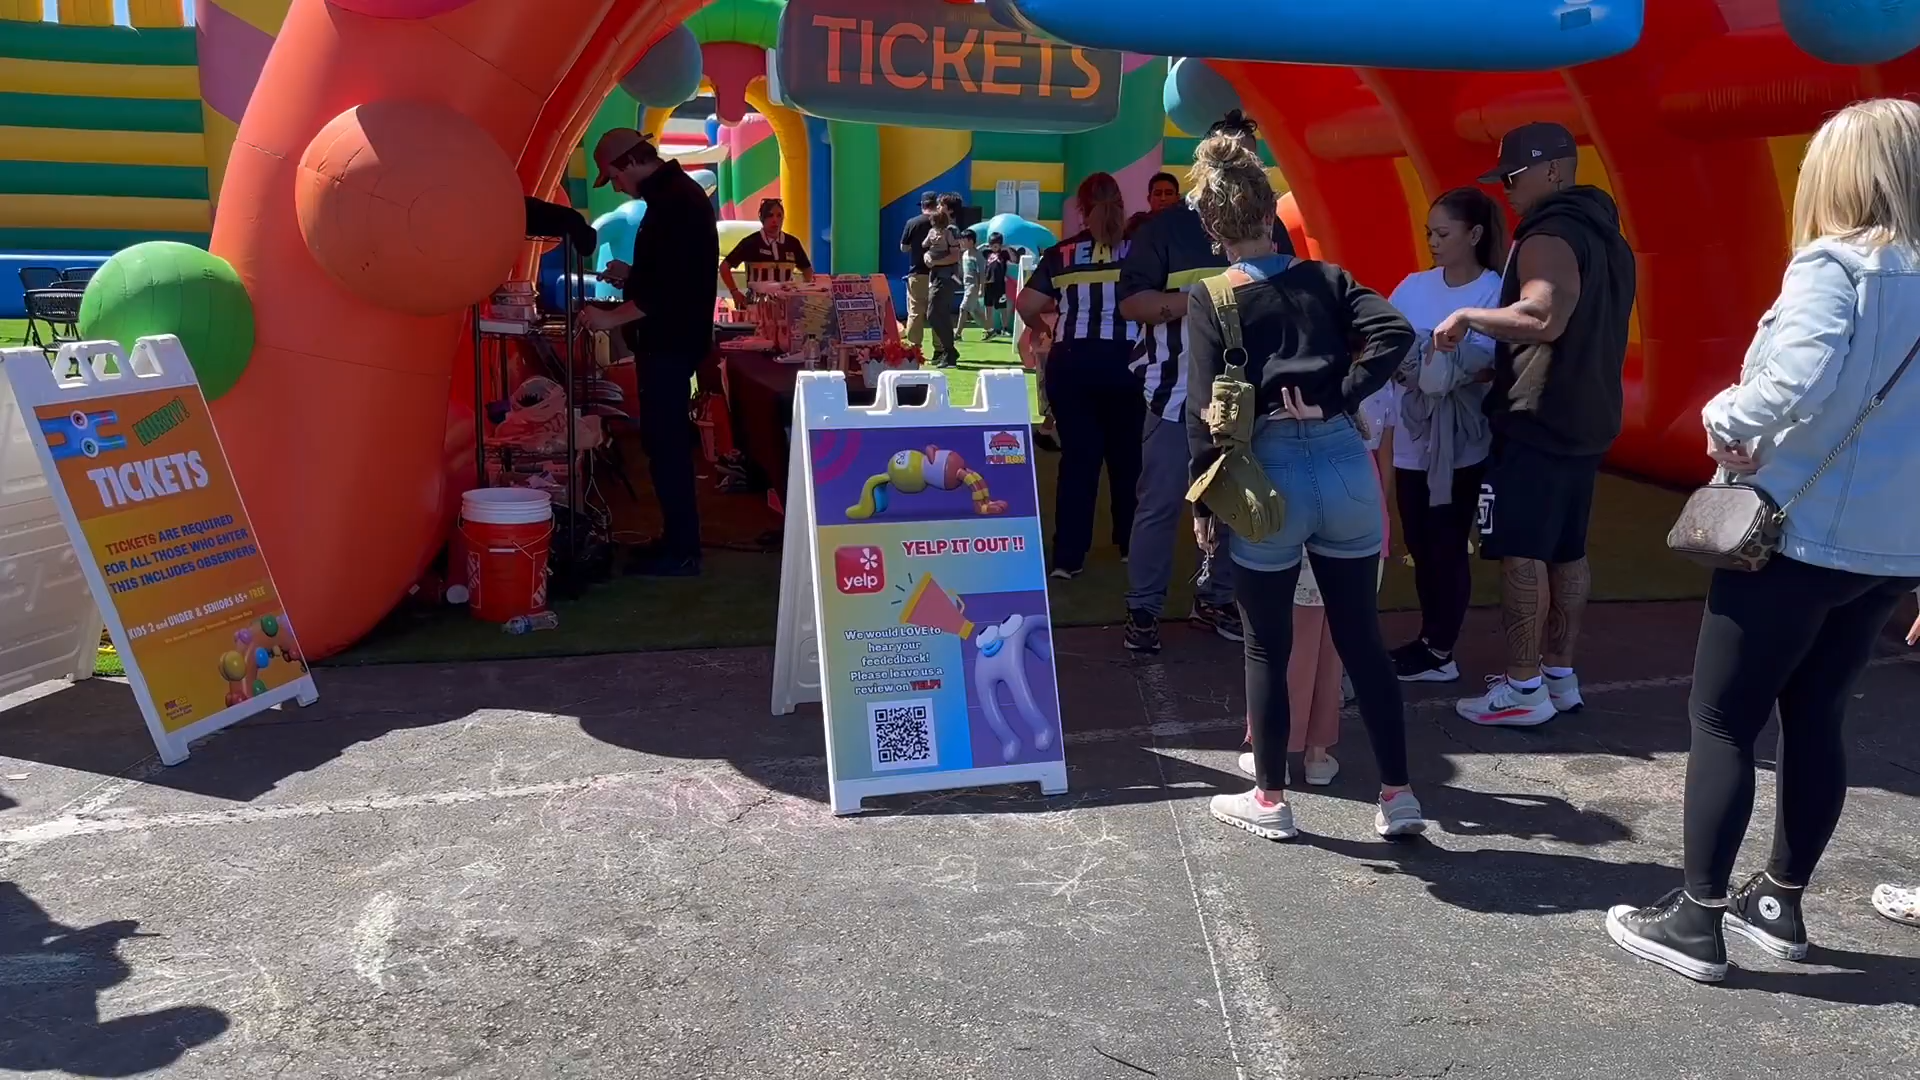 TICKETS
TEAM
HURRY!
TICKETS
TICKETS ARE REQUIRED
FOR ALL THOSE WHO ENTER
THIS INCLUDES OBSERVERS
KIDS 2 and UNDER & SENIORS 65+ FREE
FUNBOX
YELP IT OUT !!
yelp
We would LOVE to
hear your
feededback!
Please leave us a
review on YELP!